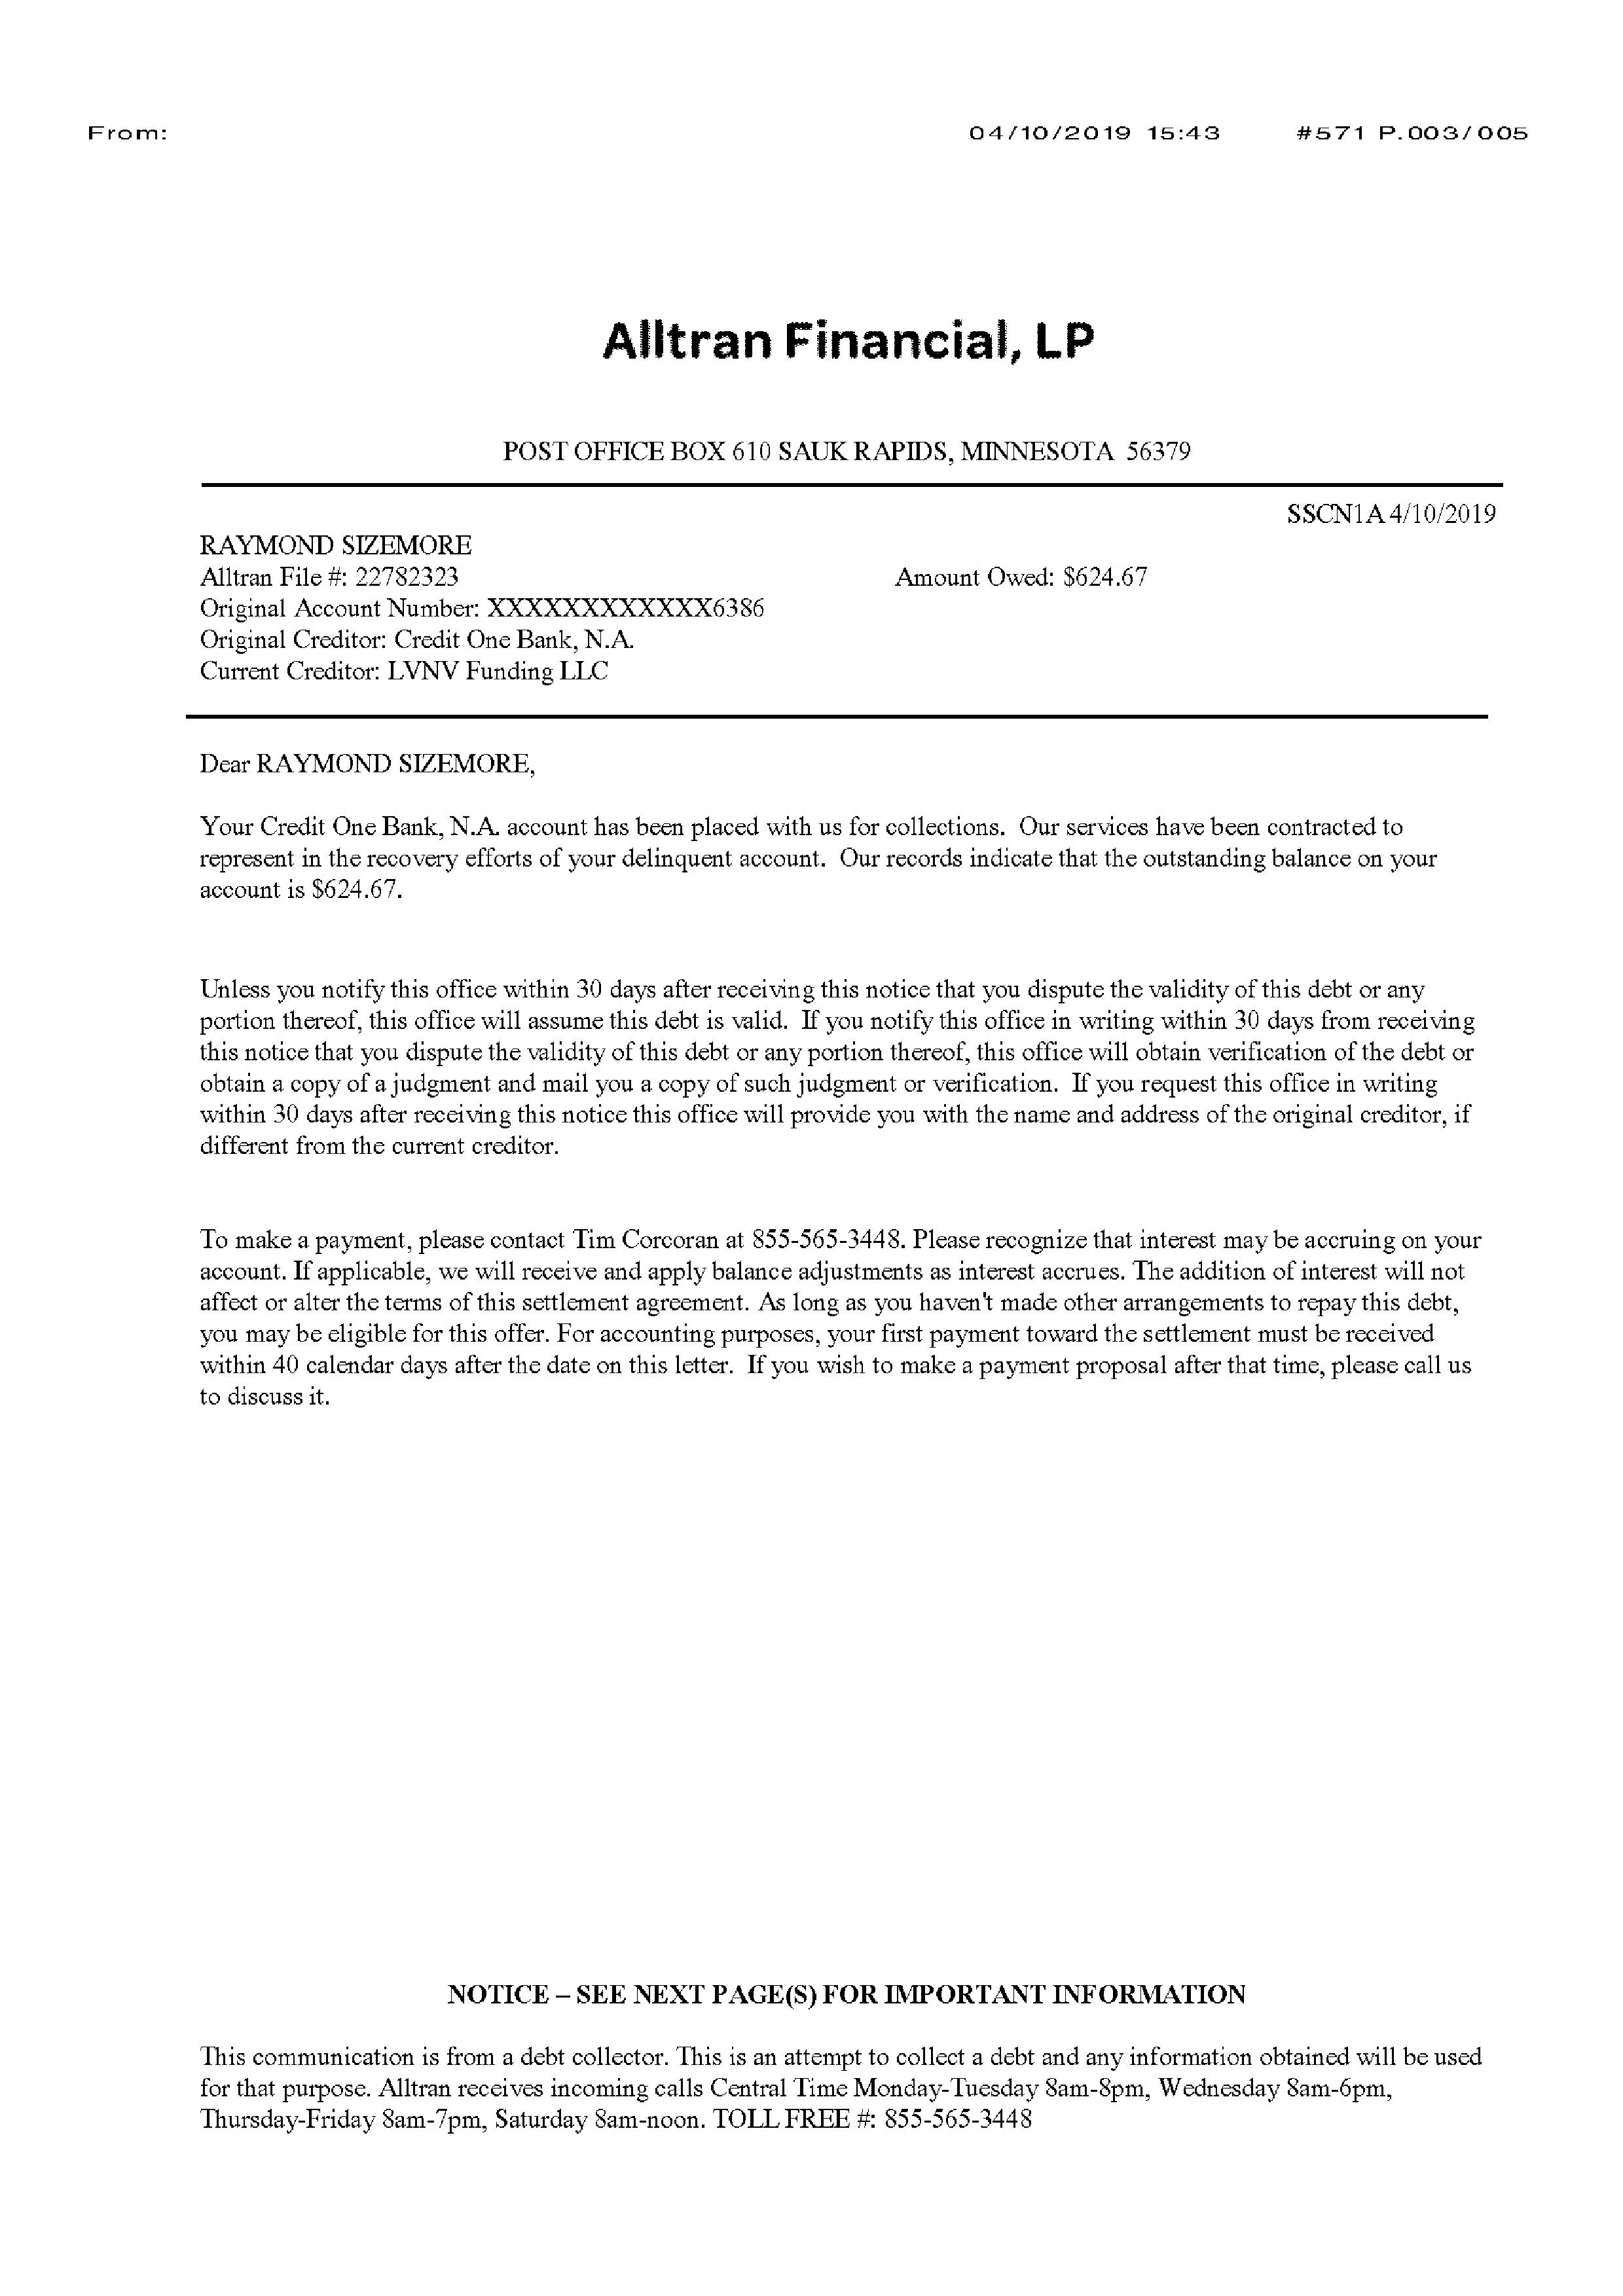 From: 04/10/2019 15:43 #571 P.003/005
Alltran Financial, LP
POST OFFICE BOX 610 SAUK RAPIDS, MINNESOTA 56379
SSCN1A 4/10/2019
RAYMOND SIZEMORE
Alltran File #: 22782323 Amount Owed: $624.67
Original Account Number: XXXXXXXXXXXX6386
Original Creditor: Credit One Bank, N.A.
Current Creditor: LVNV Funding LLC
Dear RAYMOND SIZEMORE,
Your Credit One Bank, N.A. account has been placed with us for collections. Our services have been contracted to
represent in the recovery efforts of your delinquent account. Our records indicate that the outstanding balance on your
account is $624.67.
Unless you notify this office within 30 days after receiving this notice that you dispute the validity of this debt or any
portion thereof, this office will assume this debt is valid. If you notify this office in writing within 30 days from receiving
this notice that you dispute the validity of this debt or any portion thereof, this office will obtain verification of the debt or
obtain a copy of a judgment and mail you a copy of such judgment or verification. If you request this office in writing
within 30 days after receiving this notice this office will provide you with the name and address of the original creditor, if
different from the current creditor.
To make a payment, please contact Tim Corcoran at 855-565-3448. Please recognize that interest may be accruing on your
account. If applicable, we will receive and apply balance adjustments as interest accrues. The addition of interest will not
affect or alter the terms of this settlement agreement. As long as you haven't made other arrangements to repay this debt,
you may be eligible for this offer. For accounting purposes, your first payment toward the settlement must be received
within 40 calendar days after the date on this letter. If you wish to make a payment proposal after that time, please call us
to discuss it.
NOTICE – SEE NEXT PAGE(S) FOR IMPORTANT INFORMATION
This communication is from a debt collector. This is an attempt to collect a debt and any information obtained will be used
for that purpose. Alltran receives incoming calls Central Time Monday-Tuesday 8am-8pm, Wednesday 8am-6pm,
Thursday-Friday 8am-7pm, Saturday 8am-noon. TOLL FREE #: 855-565-3448